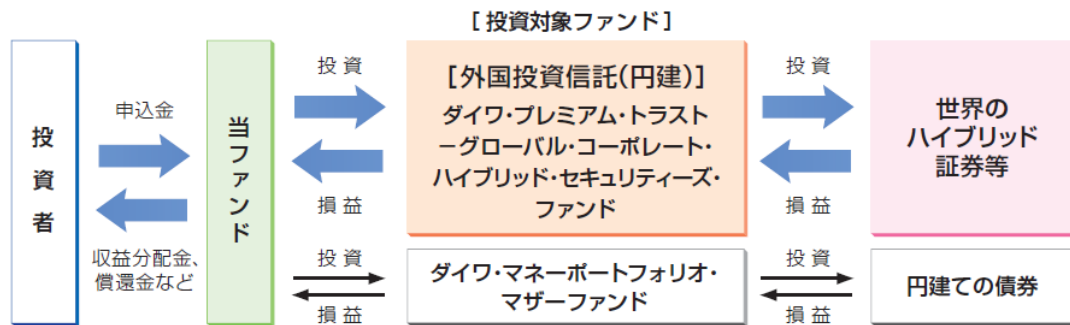 [ 投資対象ファンド ]
投資者
申込金
収益分配金、
償還金など
当ファンド
投 資
損 益
[外国投資信託(円建)]
ダイワ・プレミアム・トラスト
－グローバル・コーポレート・
ハイブリッド・セキュリティーズ・
ファンド
投 資
損 益
世界の
ハイブリッド
証券等
投 資
損 益
ダイワ・マネーポートフォリオ・
マザーファンド
投 資
損 益
円建ての債券